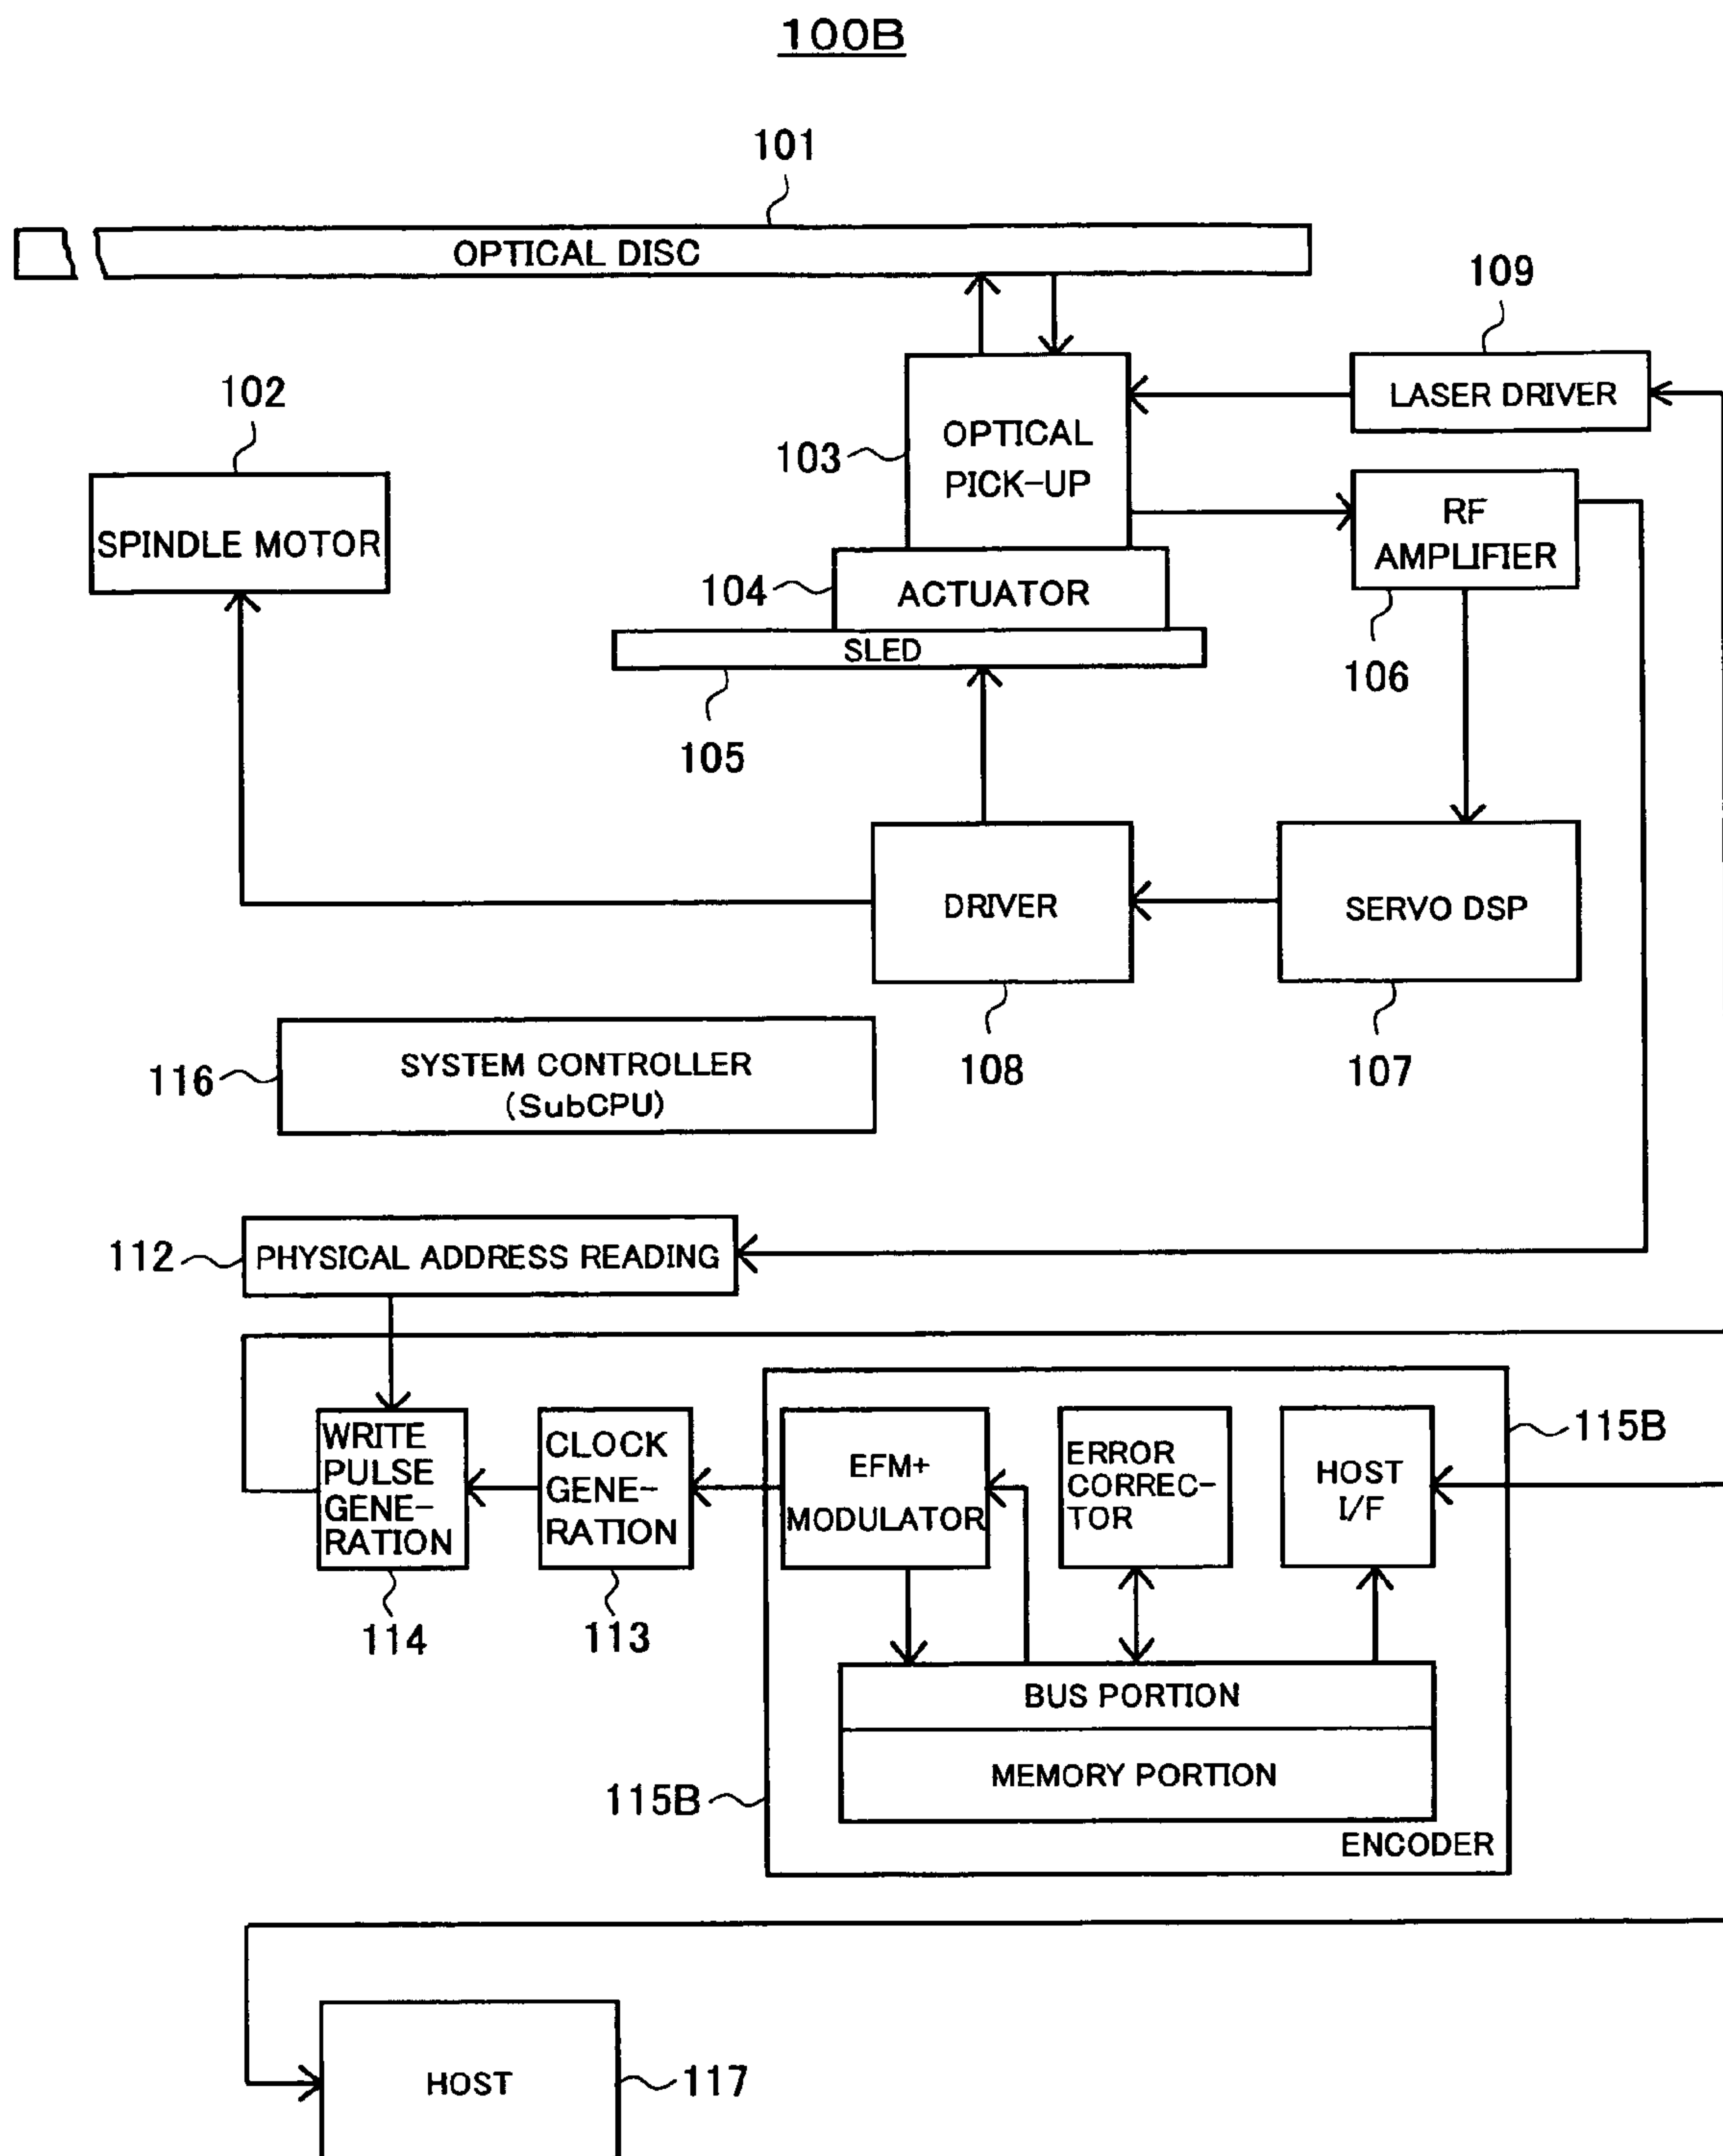 100B
101
OPTICAL DISC
109
LASER DRIVER
102
SPINDLE MOTOR
103
OPTICAL
PICK-UP
RF
AMPLIFIER
104
ACTUATOR
SLED
106
105
DRIVER
SERVO DSP
108
107
116
SYSTEM CONTROLLER
(SubCPU)
112
PHYSICAL ADDRESS READING
WRITE
PULSE
GENE-
RATION
CLOCK
GENE-
RATION
EFM+
MODULATOR
ERROR
CORREC-
TOR
HOST
I/F
115B
114
113
BUS PORTION
MEMORY PORTION
115B
ENCODER
HOST
117